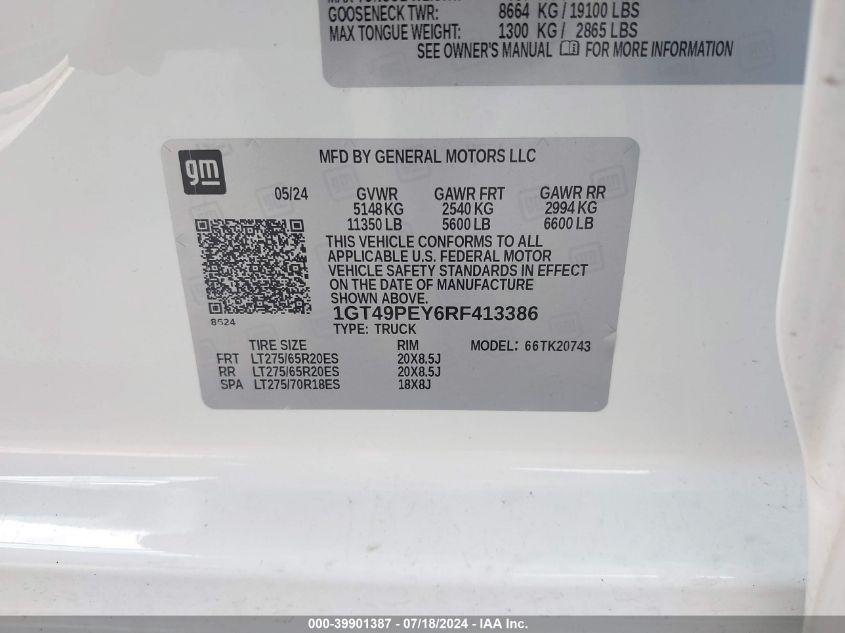 GOOSENECK TWR: 8664 KG/19100 LBS
MAX TONGUE WEIGHT: 1300 KG/ 2865 LBS
SEE OWNER'S MANUAL FOR MORE INFORMATION
gm
MFD BY GENERAL MOTORS LLC
05/24 GVWR GAWR FRT GAWR RR
5148 KG 2540 KG 2994 KG
11350 LB 5600 LB 6600 LB
THIS VEHICLE CONFORMS TO ALL
APPLICABLE U.S. FEDERAL MOTOR
VEHICLE SAFETY STANDARDS IN EFFECT
ON THE DATE OF MANUFACTURE
SHOWN ABOVE.
8624 1GT49PEY6RF413386
TYPE: TRUCK
TIRE SIZE RIM MODEL: 66TK20743
FRT LT275/65R20ES 20X8.5J
RR LT275/65R20ES 20X8.5J
SPA LT275/70R18ES 18X8J
000-39901387 - 07/18/2024 - IAA Inc.